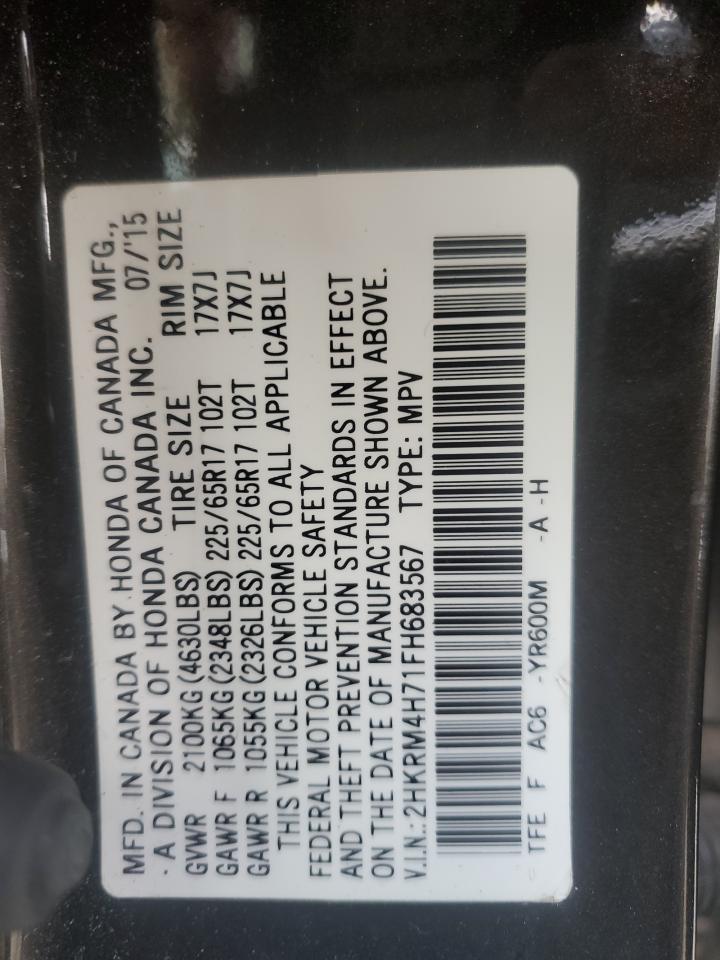 MFD. IN CANADA BY HONDA OF CANADA MFG.,
A DIVISION OF HONDA CANADA INC. 07/'15
GVWR 2100KG (4630LBS) TIRE SIZE RIM SIZE
GAWR F 1065KG (2348LBS) 225/65R17 102T 17X7J
GAWR R 1055KG (2326LBS) 225/65R17 102T 17X7J
THIS VEHICLE CONFORMS TO ALL APPLICABLE
FEDERAL MOTOR VEHICLE SAFETY
AND THEFT PREVENTION STANDARDS IN EFFECT
ON THE DATE OF MANUFACTURE SHOWN ABOVE.
V.I.N.: 2HKRM4H71FH683567 TYPE: MPV
TFE F AC6 -YR600M -A -H